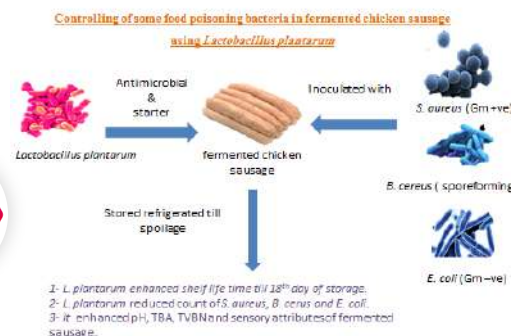 Controlling of some food poisoning bacteria in fermented chicken sausage
using Lactobacillus plantarum
Antimicrobial
&
starter
Inoculated with
S. aureus (Gm +ve)
Lactobacillus plantarum
fermented chicken
sausage
B. cereus ( sporeforming
Stored refrigerated till
spoilage
E. coli (Gm –ve)
1- L. plantarum enhanced shelf life time till 18th day of storage.
2- L. plantarum reduced count of S. aureus, B. cerus and E. coli.
3- it enhanced pH, TBA, TVBN and sensory attributes of fermented
sausage.